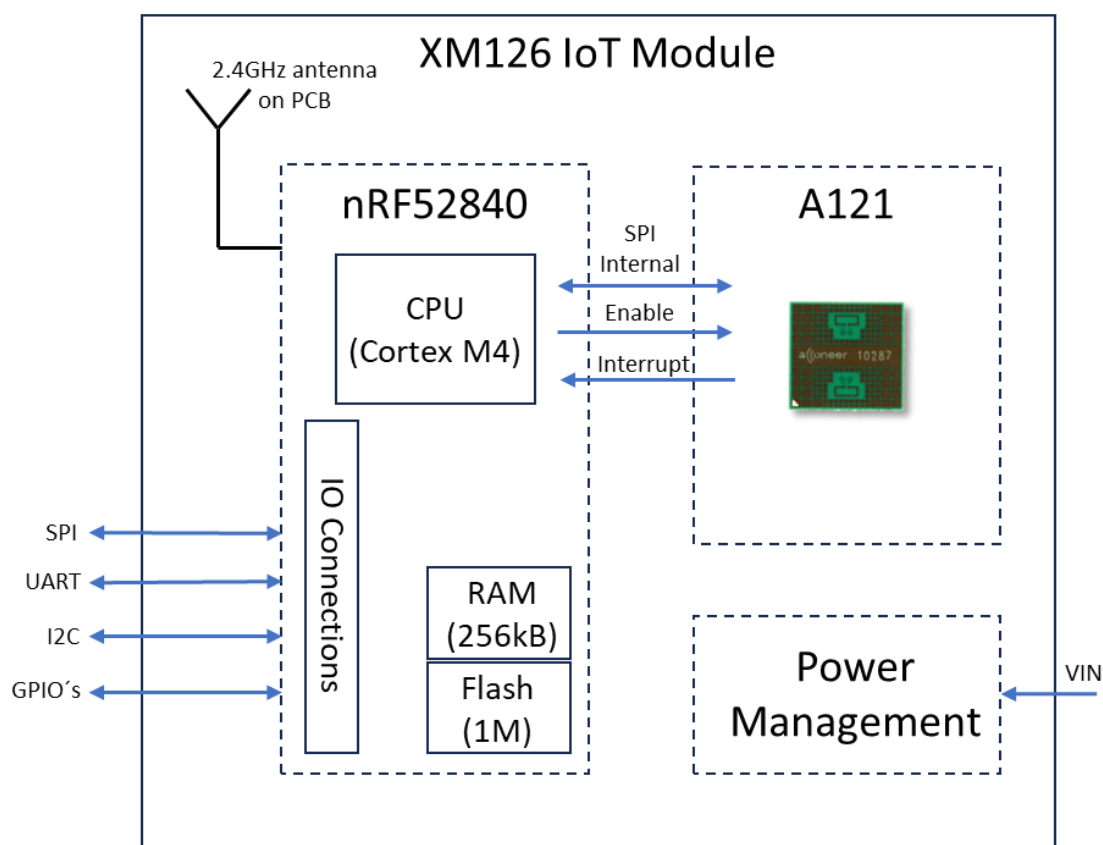 XM126 IoT Module
2.4GHz antenna
on PCB
nRF52840
A121
SPI
Internal
CPU
(Cortex M4)
Enable
Interrupt
acconeer 10287
IO Connections
SPI
UART
I2C
GPIO´s
RAM
(256kB)
Flash
(1M)
Power
Management
VIN